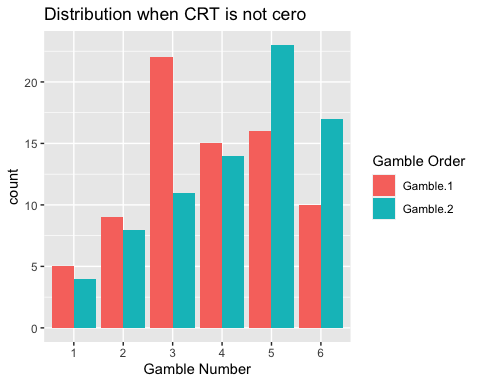 Distribution when CRT is not cero
count
20
15
10
5
0
1 2 3 4 5 6
Gamble Number
Gamble Order
Gamble.1
Gamble.2